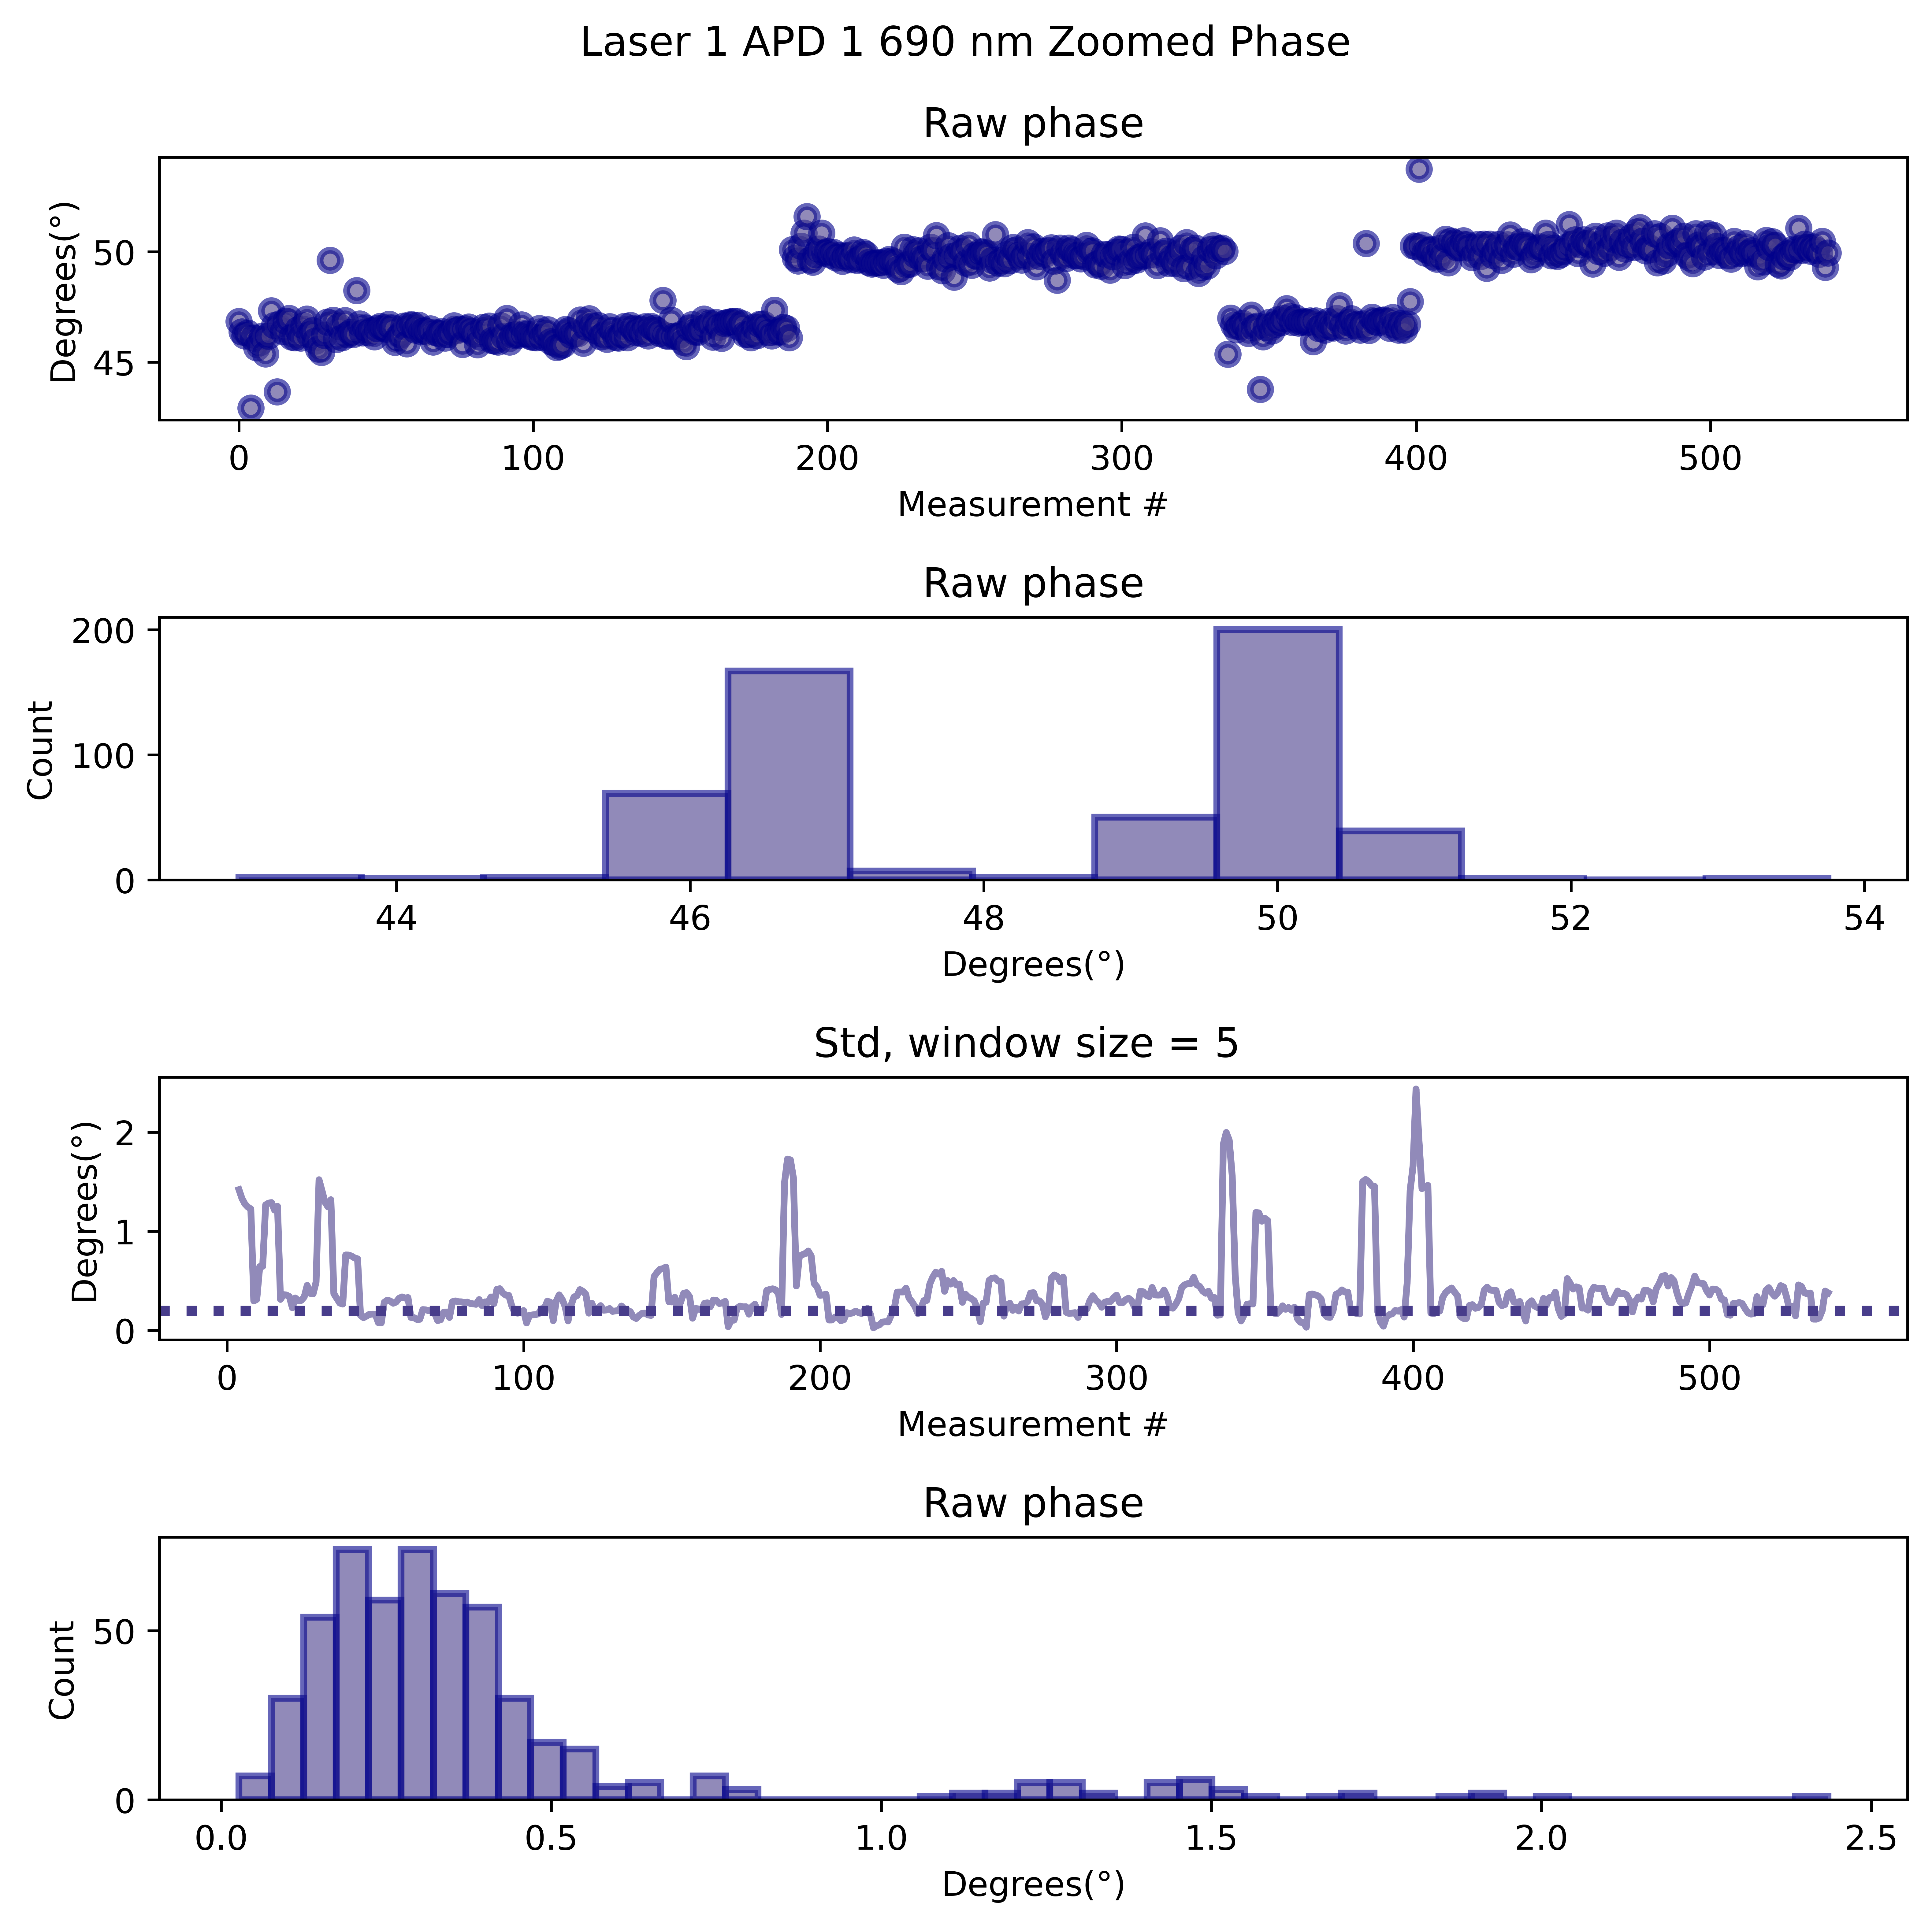 Laser 1 APD 1 690 nm Zoomed Phase
Raw phase
Degrees(°)
50
45
0 100 200 300 400 500
Measurement #
Raw phase
Count
200
100
0
44 46 48 50 52 54
Degrees(°)
Std, window size = 5
Degrees(°)
2
1
0
0 100 200 300 400 500
Measurement #
Raw phase
Count
50
0
0.0 0.5 1.0 1.5 2.0 2.5
Degrees(°)